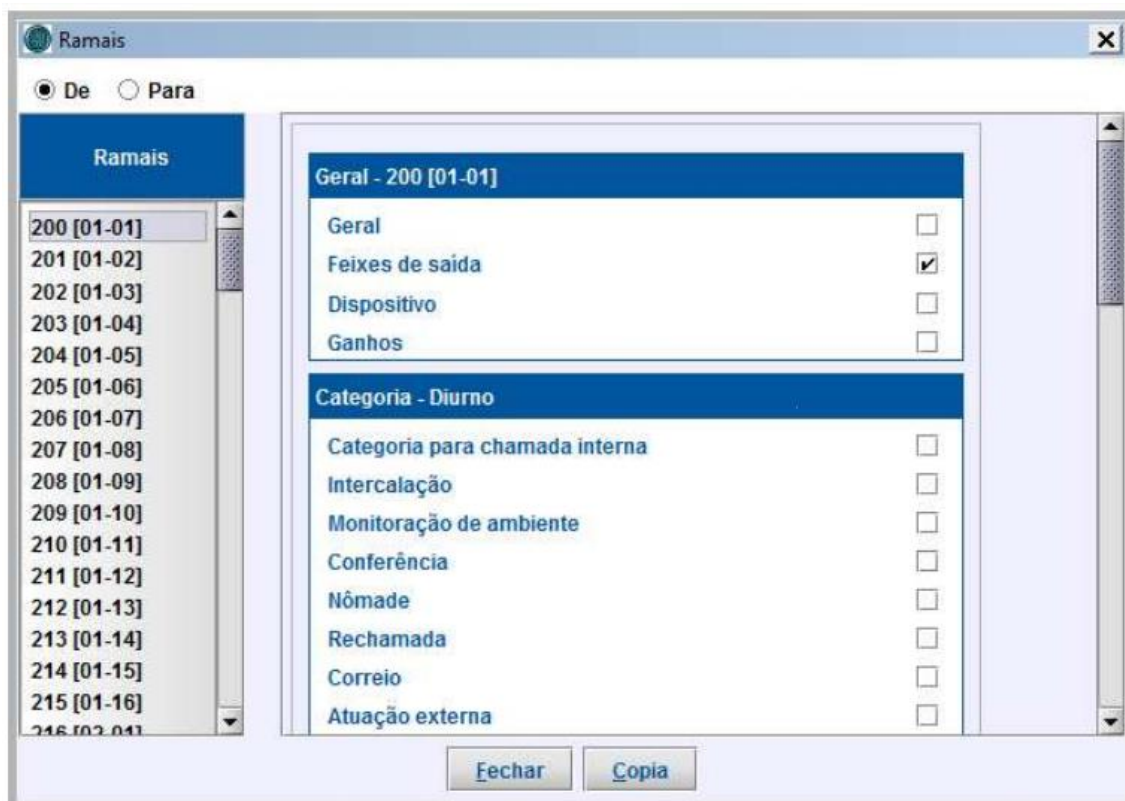 Ramais
De Para
Ramais
200 [01-01]
201 [01-02]
202 [01-03]
203 [01-04]
204 [01-05]
205 [01-06]
206 [01-07]
207 [01-08]
208 [01-09]
209 [01-10]
210 [01-11]
211 [01-12]
212 [01-13]
213 [01-14]
214 [01-15]
215 [01-16]
216 [02-01]
Geral - 200 [01-01]
Geral
Feixes de saída
Dispositivo
Ganhos
Categoria - Diurno
Categoria para chamada interna
Intercalação
Monitoração de ambiente
Conferência
Nômade
Rechamada
Correio
Atuação externa
Fechar Copia